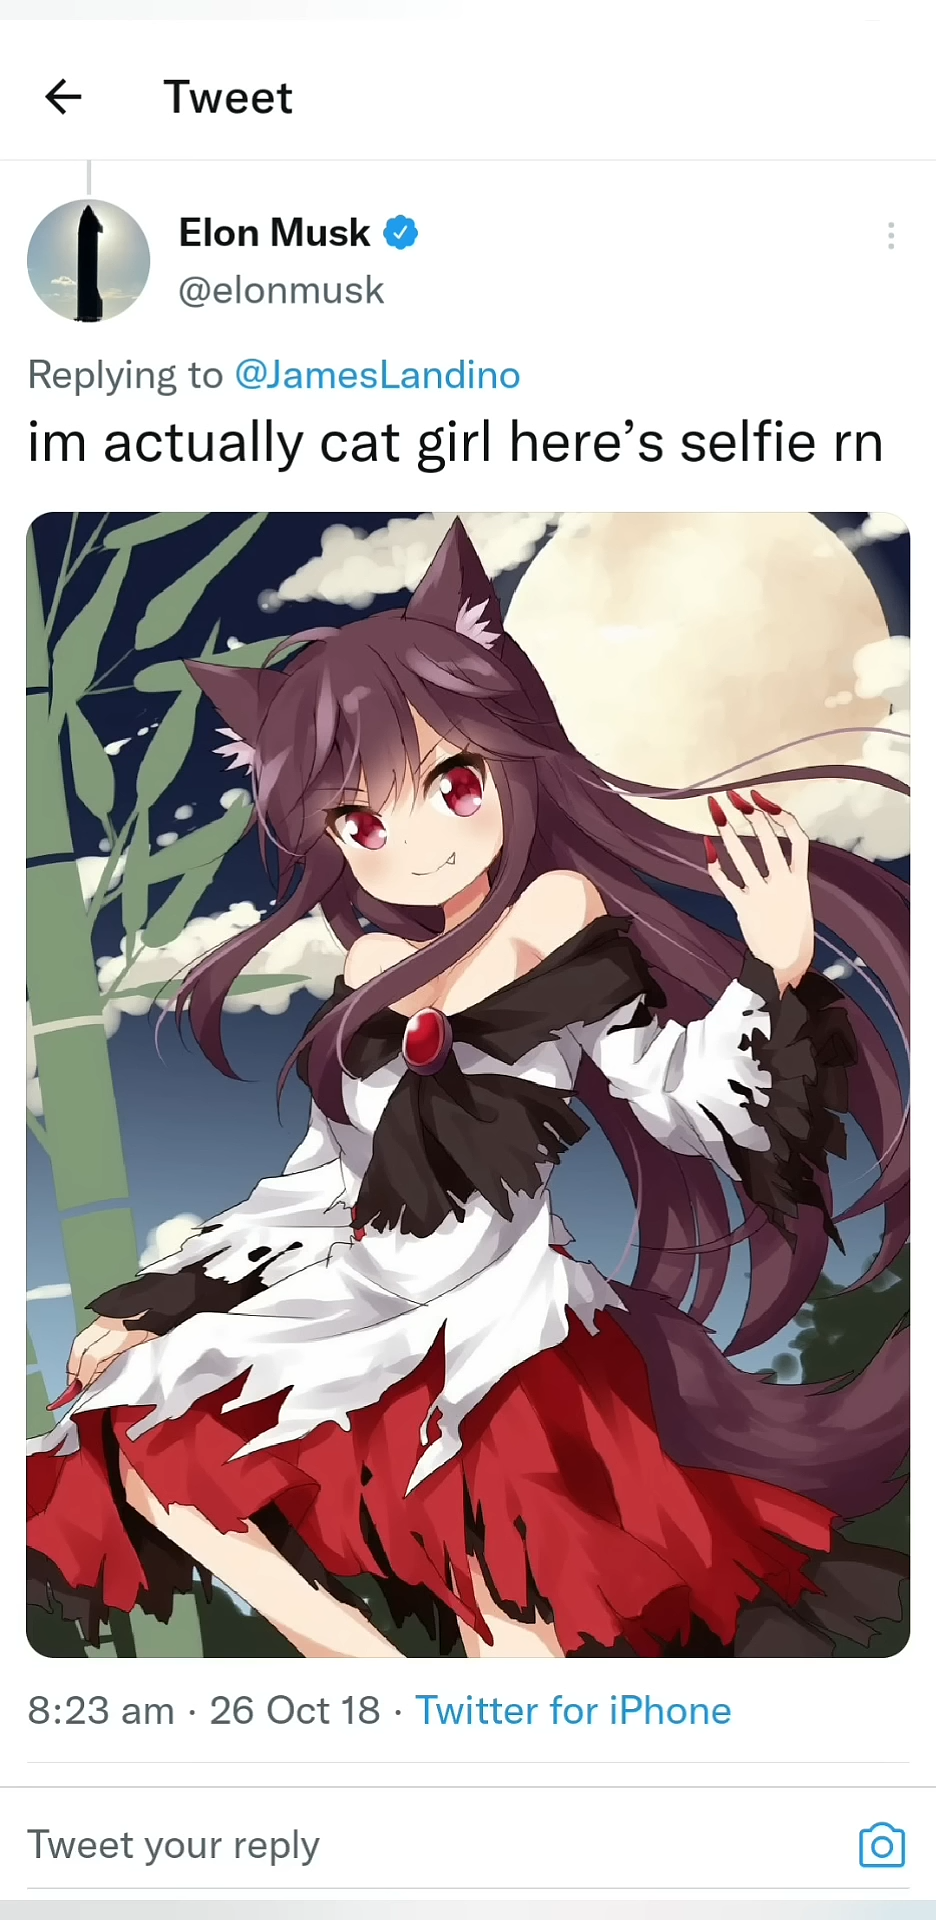 Tweet
Elon Musk
@elonmusk
Replying to @JamesLandino
im actually cat girl here’s selfie rn
8:23 am · 26 Oct 18 · Twitter for iPhone
Tweet your reply